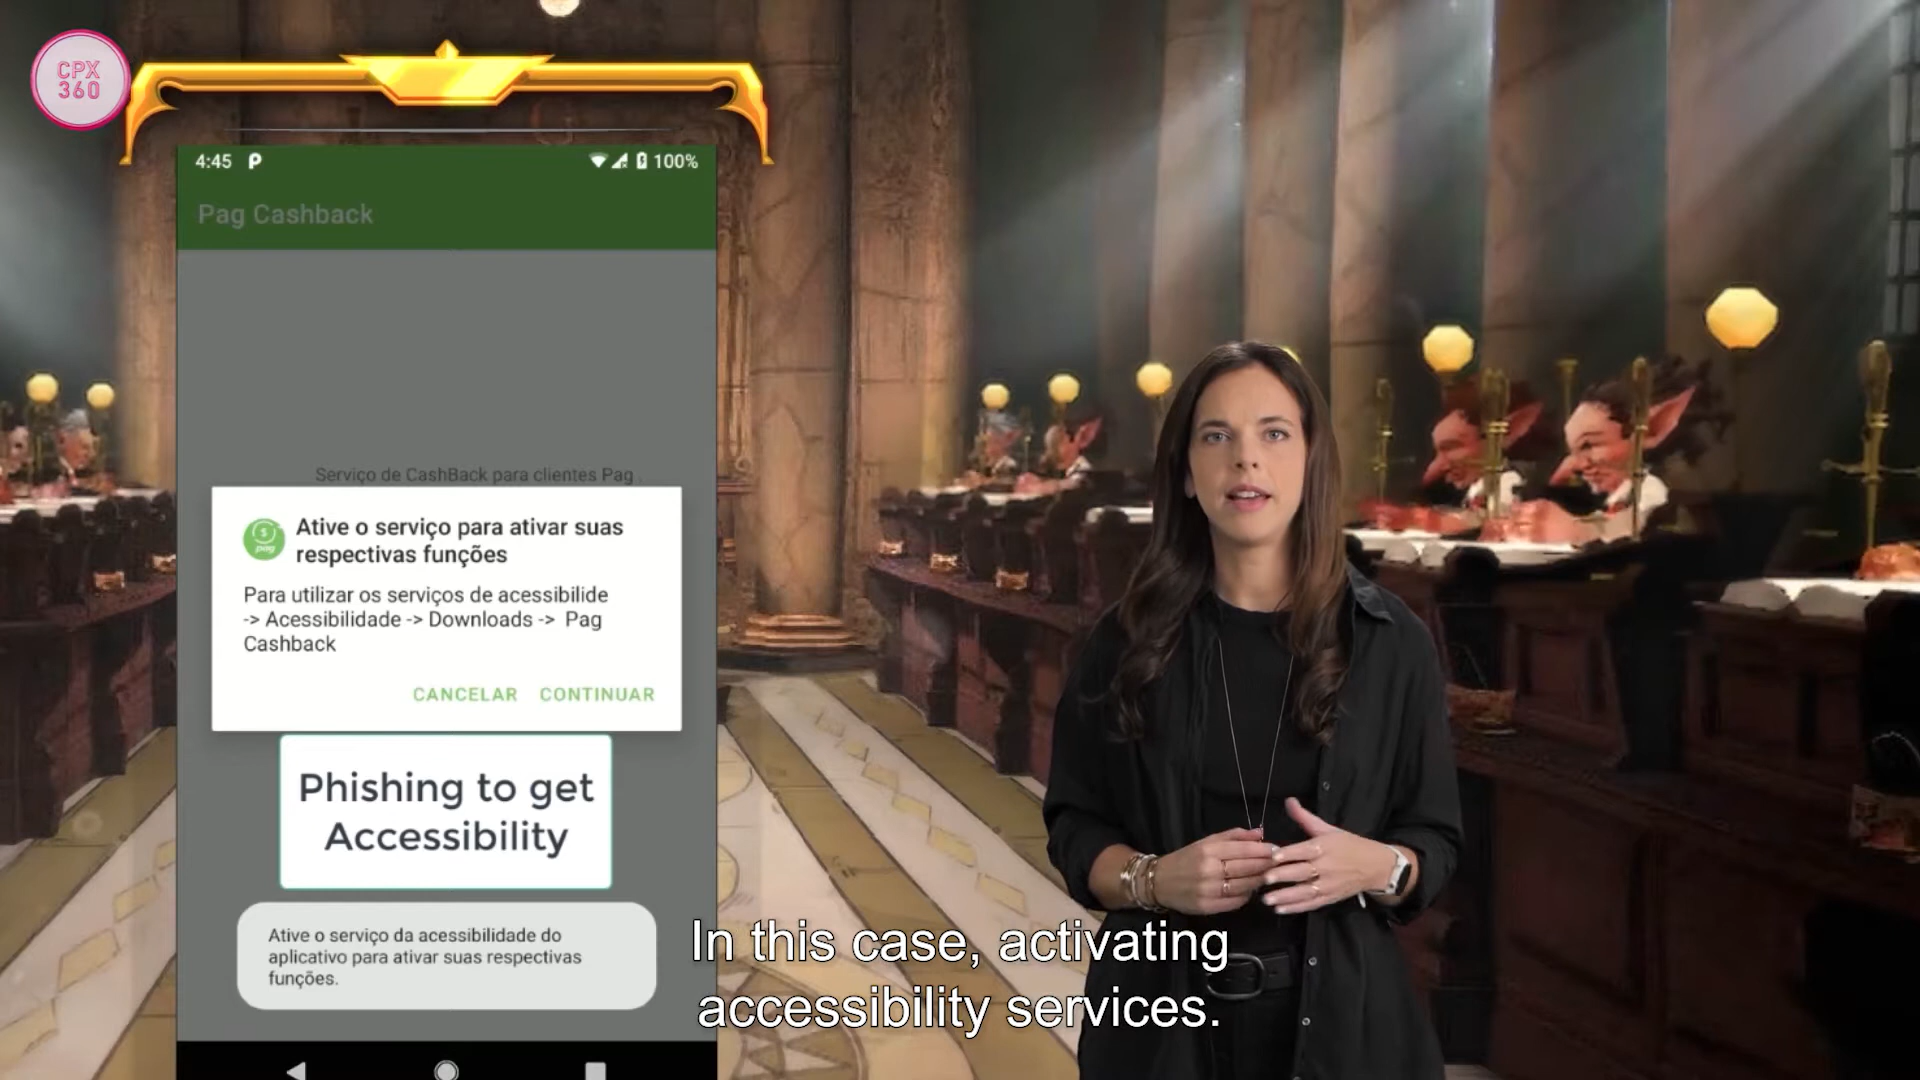 CPX
360
4:45
100%
Pag Cashback
Serviço de CashBack para clientes Pag
pag
Ative o serviço para ativar suas
respectivas funções
Para utilizar os serviços de acessibilide
-> Acessibilidade -> Downloads -> Pag
Cashback
CANCELAR CONTINUAR
Phishing to get
Accessibility
Ative o serviço da acessibilidade do
aplicativo para ativar suas respectivas
funções.
In this case, activating
accessibility services.